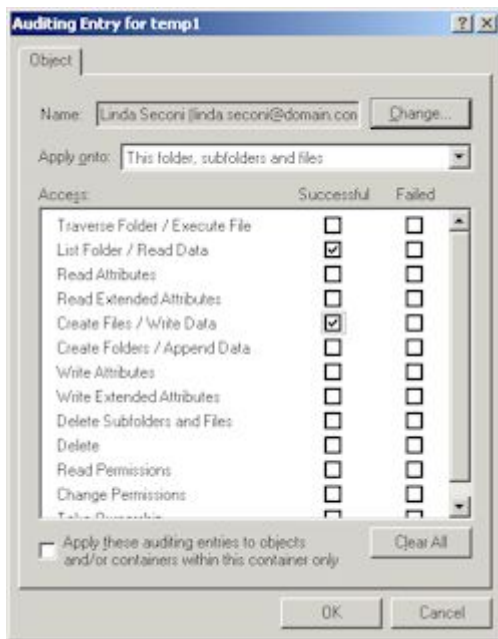 Auditing Entry for temp1
Object
Name: Linda Seconi (linda.seconi@domain.con Change...
Apply onto: This folder, subfolders and files
Access: Successful Failed
Traverse Folder / Execute File
List Folder / Read Data
Read Attributes
Read Extended Attributes
Create Files / Write Data
Create Folders / Append Data
Write Attributes
Write Extended Attributes
Delete Subfolders and Files
Delete
Read Permissions
Change Permissions
Take Ownership
Apply these auditing entries to objects
and/or containers within this container only
Clear All
OK Cancel